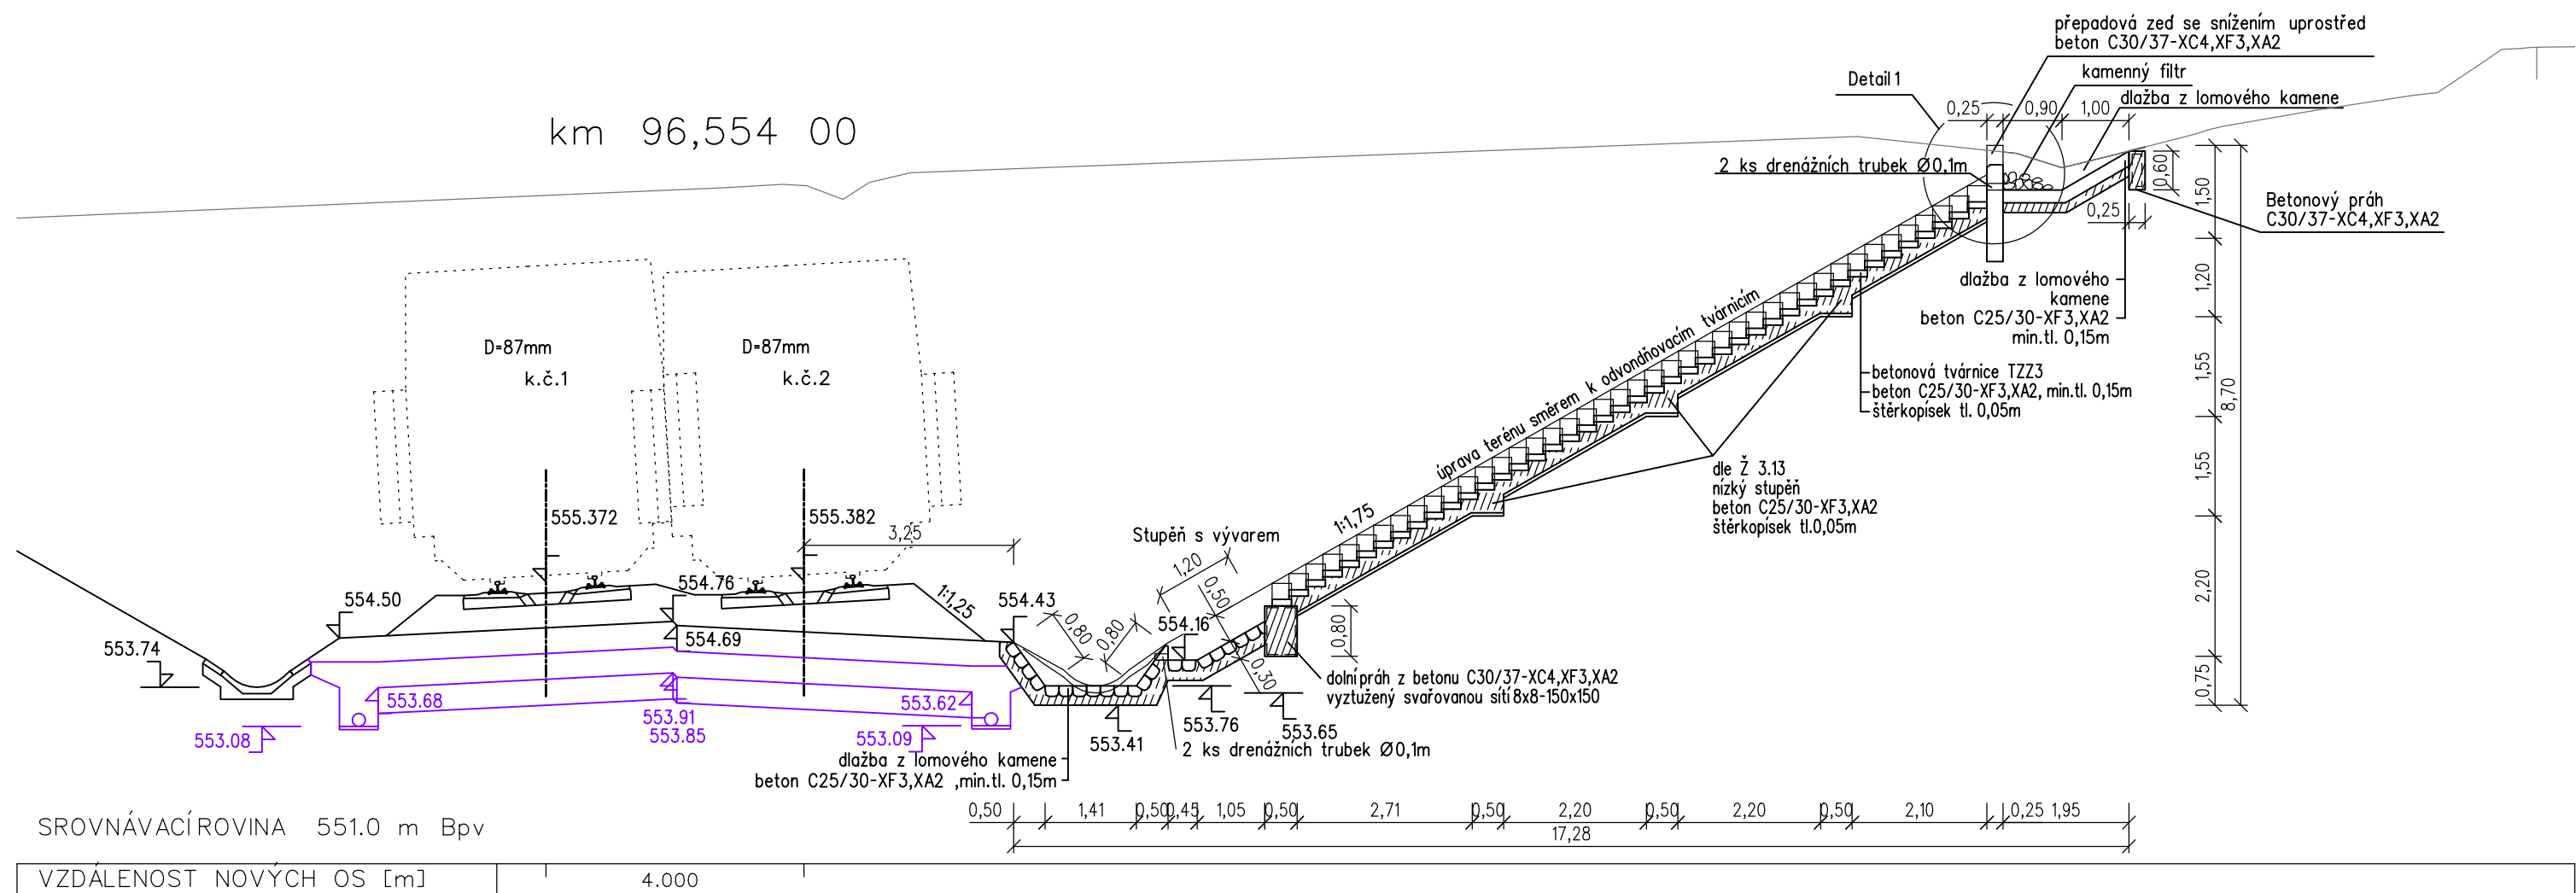 přepadová zeď se snížením uprostřed
beton C30/37-XC4,XF3,XA2
kamenný filtr
dlažba z lomového kamene
Detail 1
0,25
0,90
1,00
km 96,554 00
2 ks drenážních trubek Ø0,1m
0,60
0,25
Betonový práh
C30/37-XC4,XF3,XA2
1,50
1,20
1,55
1,55
2,20
0,75
8,70
dlažba z lomového
kamene
beton C25/30-XF3,XA2
min.tl. 0,15m
betonová tvárnice TZZ3
beton C25/30-XF3,XA2, min.tl. 0,15m
štěrkopísek tl. 0,05m
úprava terénu směrem k odvondňovacím tvárnicím
1:1,75
dle Ž 3.13
nízký stupěň
beton C25/30-XF3,XA2
štěrkopísek tl.0,05m
D=87mm
k.č.1
D=87mm
k.č.2
555.372
555.382
3,25
Stupěň s vývarem
1,20
0,50
554.50
554.76
1:1,25
554.43
0,80
0,80
554.16
0,80
553.74
554.69
0,30
dolní práh z betonu C30/37-XC4,XF3,XA2
vyztužený svařovanou sítí 8x8-150x150
553.68
553.91
553.85
553.62
553.08
553.09
553.41
553.76
553.65
2 ks drenážních trubek Ø0,1m
dlažba z lomového kamene
beton C25/30-XF3,XA2 ,min.tl. 0,15m
0,50
1,41
0,50
0,45
1,05
0,50
2,71
0,50
2,20
0,50
2,20
0,50
2,10
0,25
1,95
17,28
SROVNÁVACÍ ROVINA 551.0 m Bpv
VZDÁLENOST NOVÝCH OS [m]
4.000